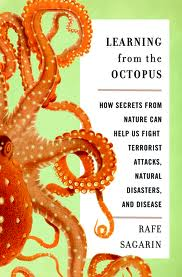 LEARNING
from the
OCTOPUS
HOW SECRETS FROM
NATURE CAN
HELP US FIGHT
TERRORIST
ATTACKS,
NATURAL
DISASTERS,
AND DISEASE
RAFE
SAGARIN